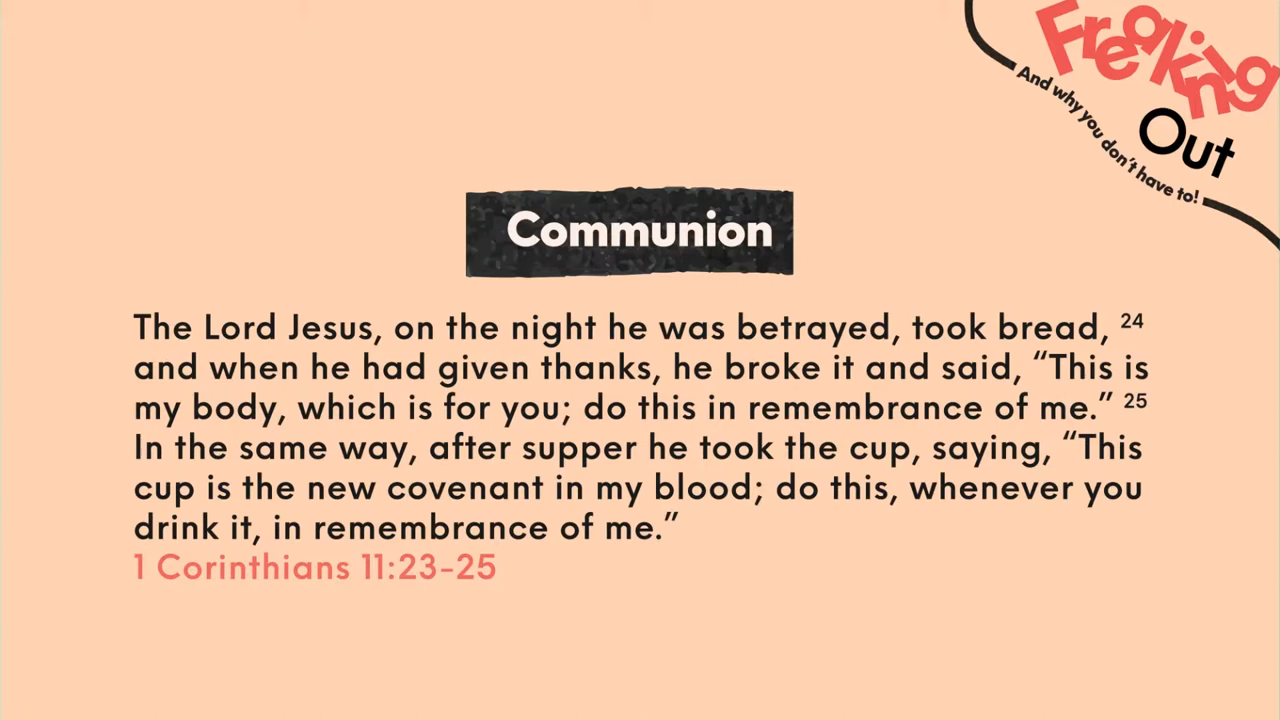 Freaking
Out
And why you don't have to!
Communion
The Lord Jesus, on the night he was betrayed, took bread, 24
and when he had given thanks, he broke it and said, “This is
my body, which is for you; do this in remembrance of me.” 25
In the same way, after supper he took the cup, saying, “This
cup is the new covenant in my blood; do this, whenever you
drink it, in remembrance of me.”
1 Corinthians 11:23-25